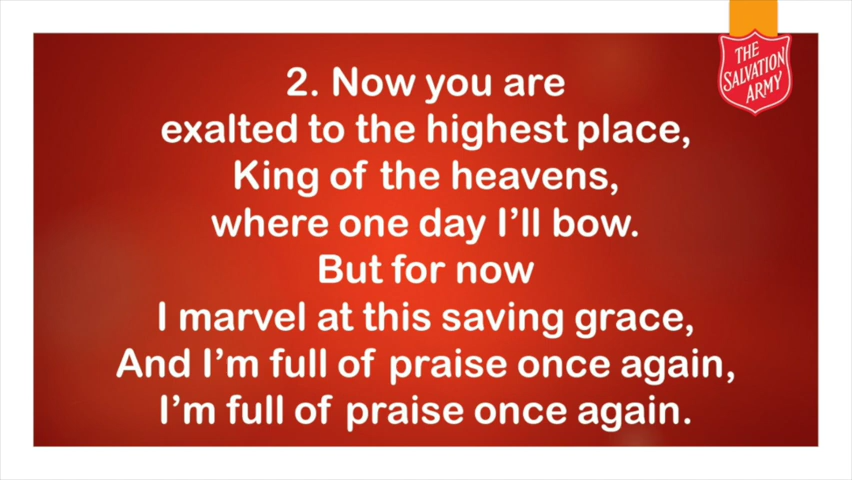 THE
SALVATION
ARMY
2. Now you are
exalted to the highest place,
King of the heavens,
where one day I’ll bow.
But for now
I marvel at this saving grace,
And I’m full of praise once again,
I’m full of praise once again.